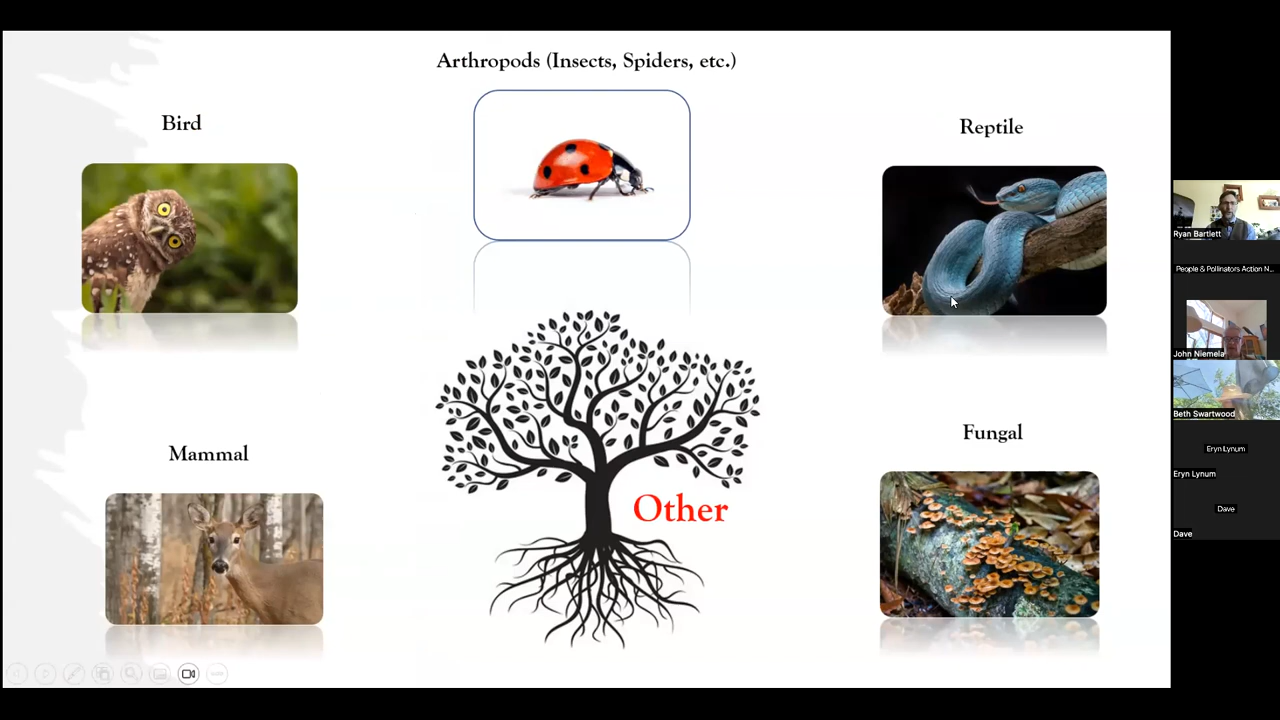 Arthropods (Insects, Spiders, etc.)
Bird
Reptile
Mammal
Fungal
Other
Ryan Bartlett
People & Pollinators Action N...
John Niemela
Beth Swartwood
Eryn Lynum
Eryn Lynum
Dave
Dave